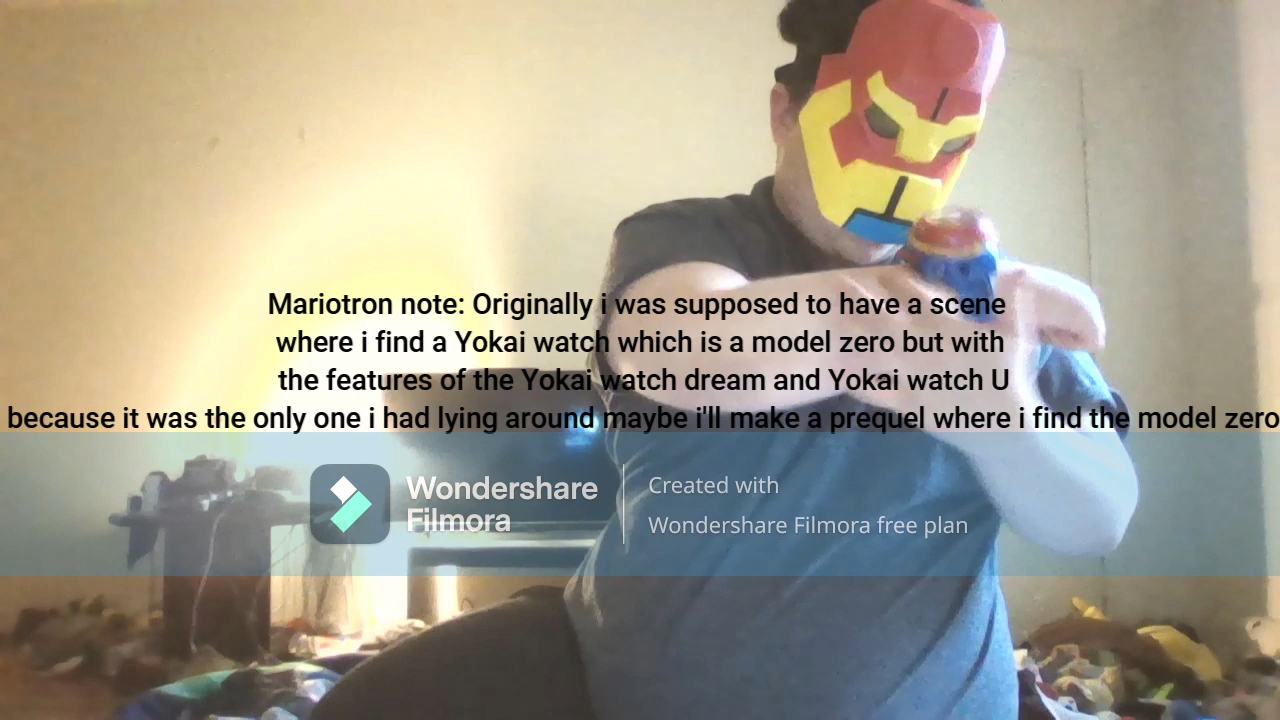 Mariotron note: Originally i was supposed to have a scene
where i find a Yokai watch which is a model zero but with
the features of the Yokai watch dream and Yokai watch U
because it was the only one i had lying around maybe i'll make a prequel where i find the model zero
Wondershare
Filmora
Created with
Wondershare Filmora free plan